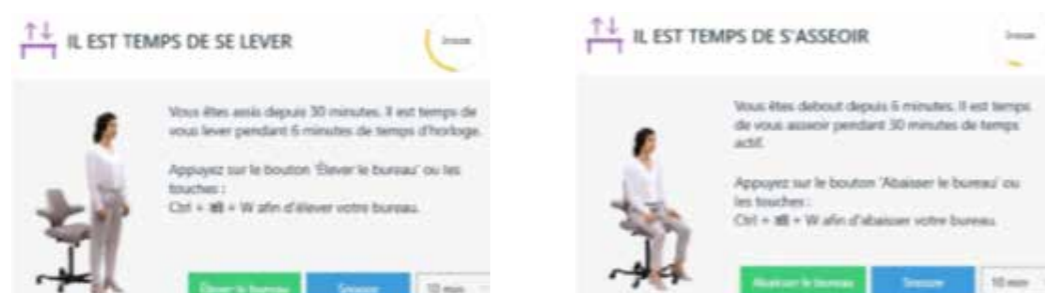 IL EST TEMPS DE SE LEVER
Snooze
Vous êtes assis depuis 30 minutes. Il est temps de
vous lever pendant 6 minutes de temps d'horloge.
Appuyez sur le bouton 'Élever le bureau' ou les
touches :
Ctrl + + W afin d'élever votre bureau.
Élever le bureau
Snooze
10 min
IL EST TEMPS DE S'ASSEOIR
Snooze
Vous êtes debout depuis 6 minutes. Il est temps
de vous asseoir pendant 30 minutes de temps
actif.
Appuyez sur le bouton 'Abaisser le bureau' ou
les touches :
Ctrl + + W afin d'abaisser votre bureau.
Abaisser le bureau
Snooze
10 min